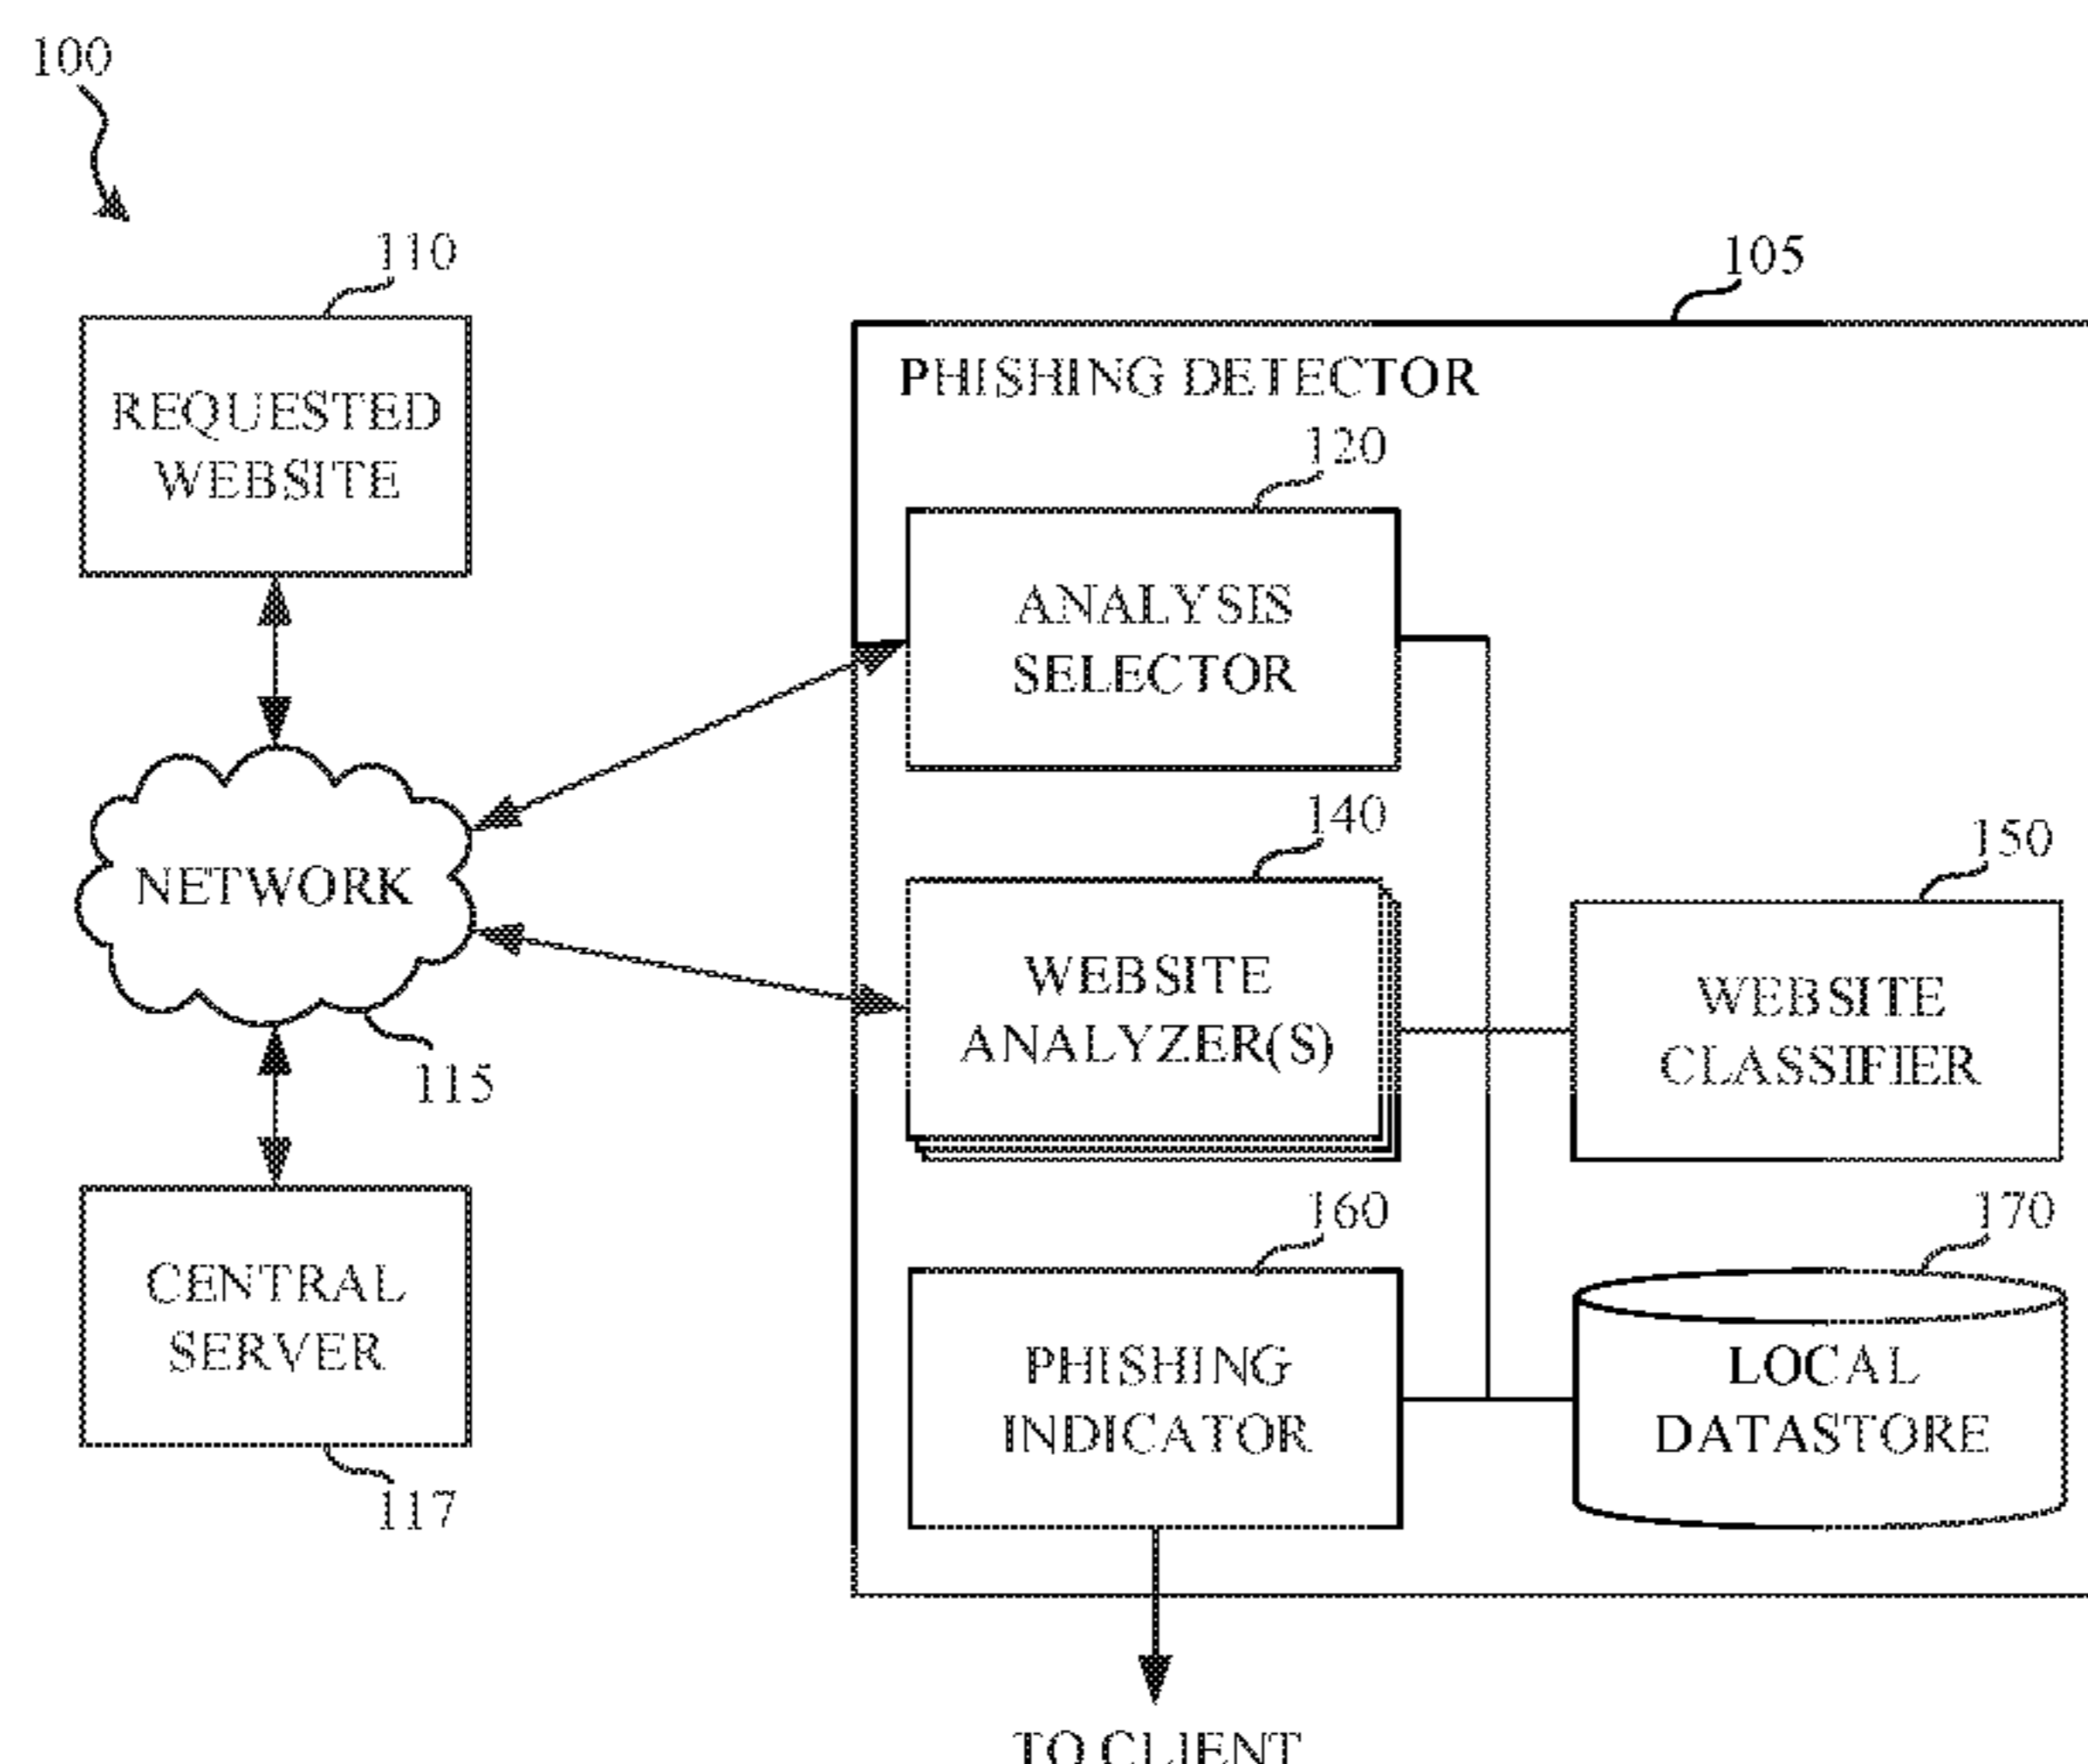 100
110
REQUESTED
WEBSITE
NETWORK
115
CENTRAL
SERVER
117
105
PHISHING DETECTOR
120
ANALYSIS
SELECTOR
140
WEBSITE
ANALYZER(S)
150
WEBSITE
CLASSIFIER
160
PHISHING
INDICATOR
170
LOCAL
DATASTORE
TO CLIENT